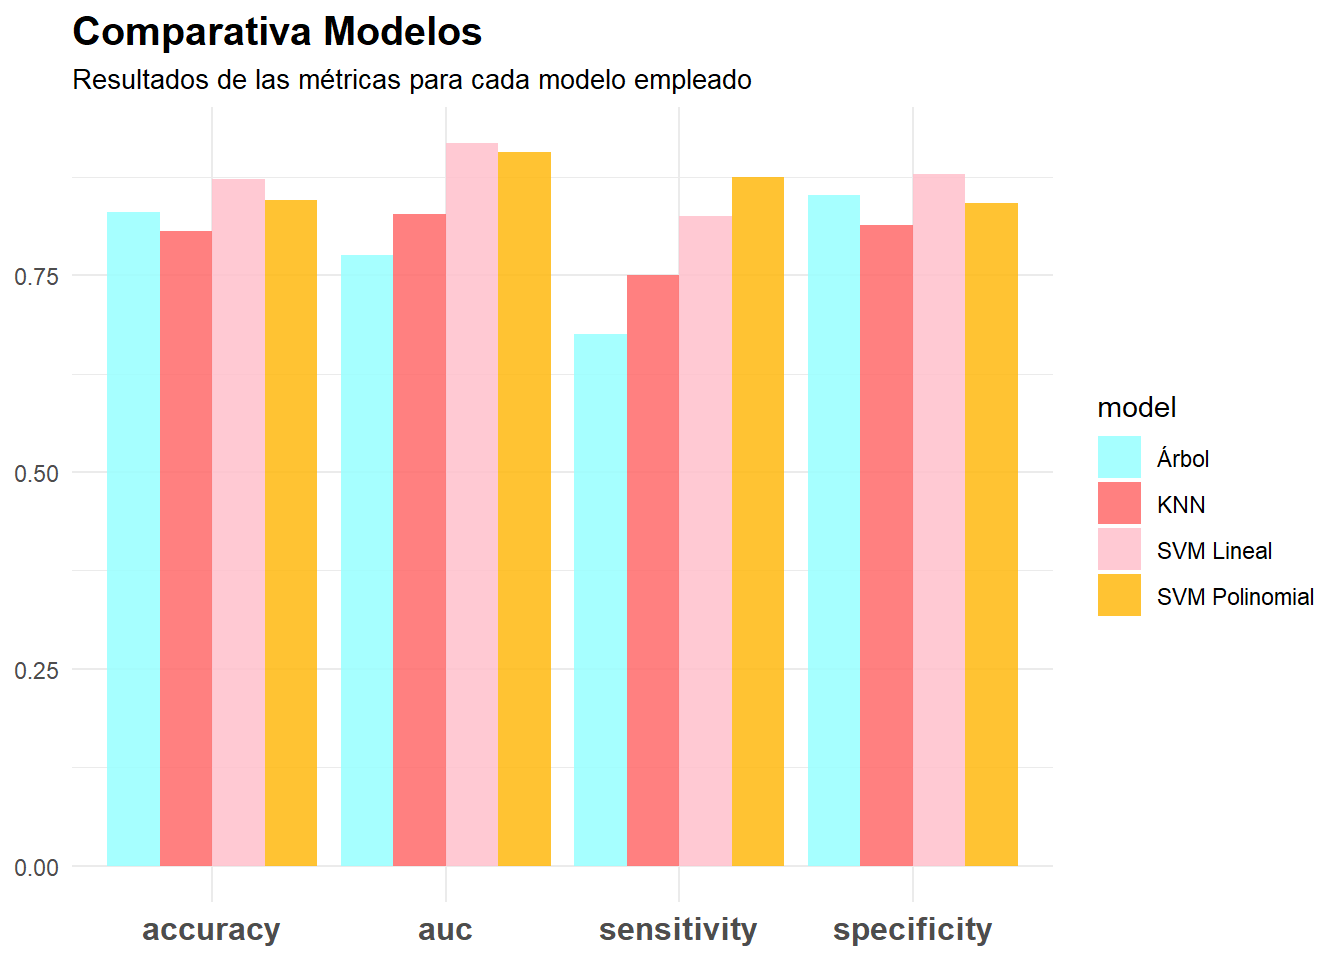 Comparativa Modelos
Resultados de las métricas para cada modelo empleado
0.75
0.50
0.25
0.00
accuracy
auc
sensitivity
specificity
model
Árbol
KNN
SVM Lineal
SVM Polinomial